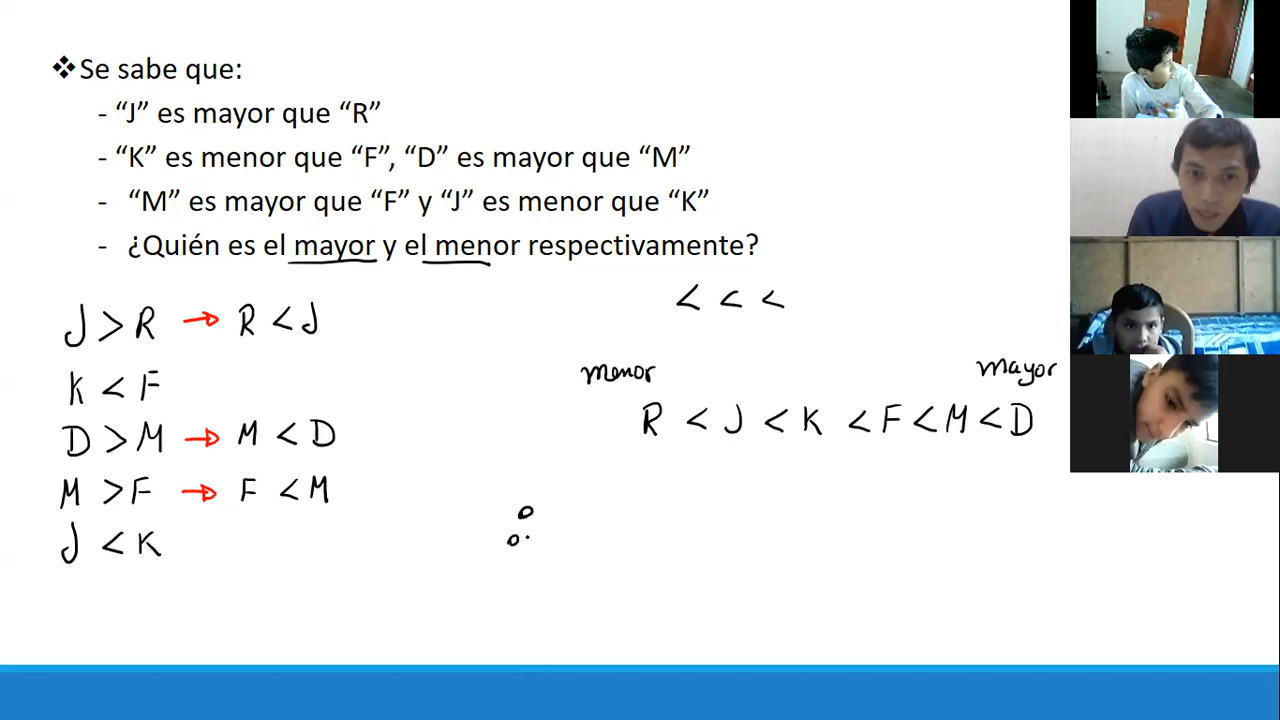 ❖Se sabe que:
- “J” es mayor que “R”
- “K” es menor que “F”, “D” es mayor que “M”
- “M” es mayor que “F” y “J” es menor que “K”
- ¿Quién es el mayor y el menor respectivamente?
< < <
J > R → R < J
menor mayor
K < F
R < J < K < F < M < D
D > M → M < D
M > F → F < M
J < K